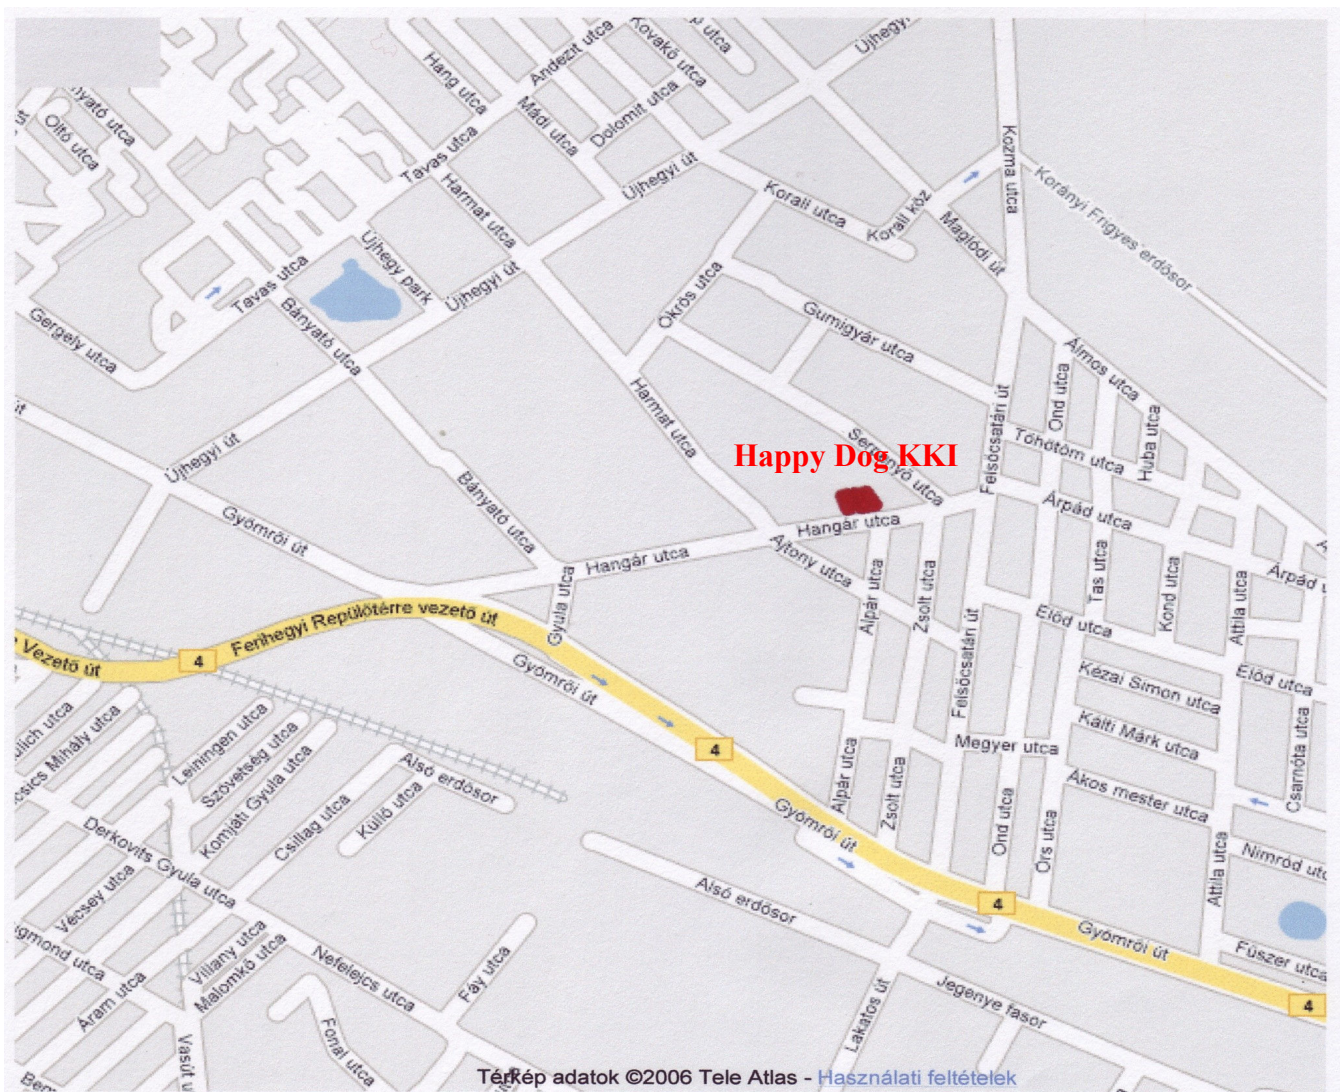 Hang utca
Andezit utca
Kovakő utca
Újhegyi
Oltó utca
Mádi utca
Dolomit utca
Tavas utca
Harmat utca
Újhegyi út
Korall utca
Korall köz
Kozma utca
Korányi Frigyes erdősor
Maglódi út
Újhegy park
Tavas utca
Újhegyi út
Bányató utca
Ökrös utca
Gumigyár utca
Gergely utca
Álmos utca
Harmat utca
Felsőcsatári út
Ond utca
Huba utca
Töhötöm utca
Happy Dog KKI
Sergyenyő utca
Újhegyi út
Bányató utca
Árpád utca
Hangár utca
Gyömrői út
Hangár utca
Ajtony utca
Gyula utca
Alpár utca
Zsolt utca
Tas utca
Kond utca
Attila utca
Árpád u
Előd utca
Ferihegyi Repülőtérre vezető út
4
Vezető út
Gyömrői út
Felsőcsatári út
Kézai Simon utca
Előd utca
Kálti Márk utca
Csarnóta utca
Megyer utca
Ákos mester utca
4
Leiningen utca
Szövetség utca
Komjáti Gyula utca
Csillag utca
Alsó erdősor
Küllő utca
Alpár utca
Zsolt utca
Ond utca
Örs utca
Gyömrői út
Nimród utc
Attila utca
Derkovits Gyula utca
Vécsey utca
Alsó erdősor
4
Gyömrői út
Fűszer utca
Villany utca
Malomkő utca
Nefelejcs utca
Fáy utca
Áram utca
Jegenye fasor
4
Lakatos út
Fonal utca
Vasút u
Térkép adatok ©2006 Tele Atlas - Használati feltételek